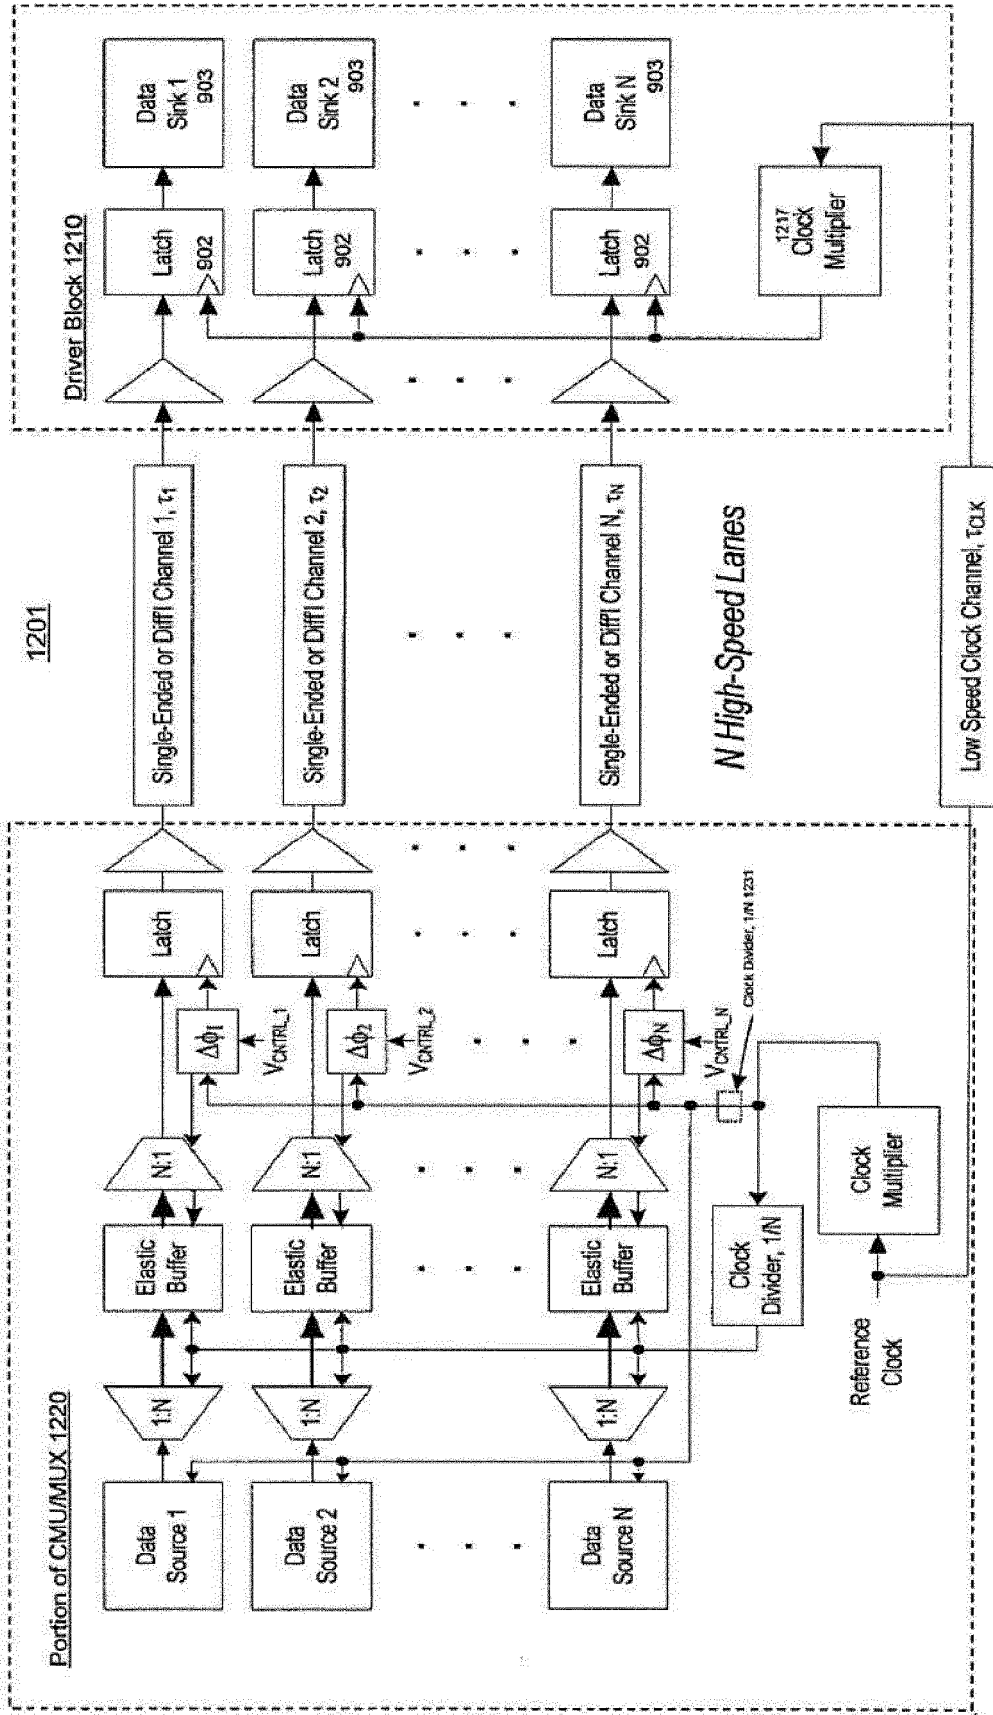 1201
Portion of CMU/MUX 1220
Data
Source 1
1:N
Elastic
Buffer
N:1
Δϕ1
VCNTRL_1
Latch
Single-Ended or Diff'l Channel 1, τ1
Driver Block 1210
Latch
902
Data
Sink 1
903
Data
Source 2
1:N
Elastic
Buffer
N:1
Δϕ2
VCNTRL_2
Latch
Single-Ended or Diff'l Channel 2, τ2
Latch
902
Data
Sink 2
903
Data
Source N
1:N
Elastic
Buffer
N:1
ΔϕN
VCNTRL_N
Latch
Single-Ended or Diff'l Channel N, τN
Latch
902
Data
Sink N
903
Clock Divider, 1/N 1231
N High-Speed Lanes
Clock
Divider, 1/N
Reference
Clock
Clock
Multiplier
1217
Clock
Multiplier
Low Speed Clock Channel, τCLK